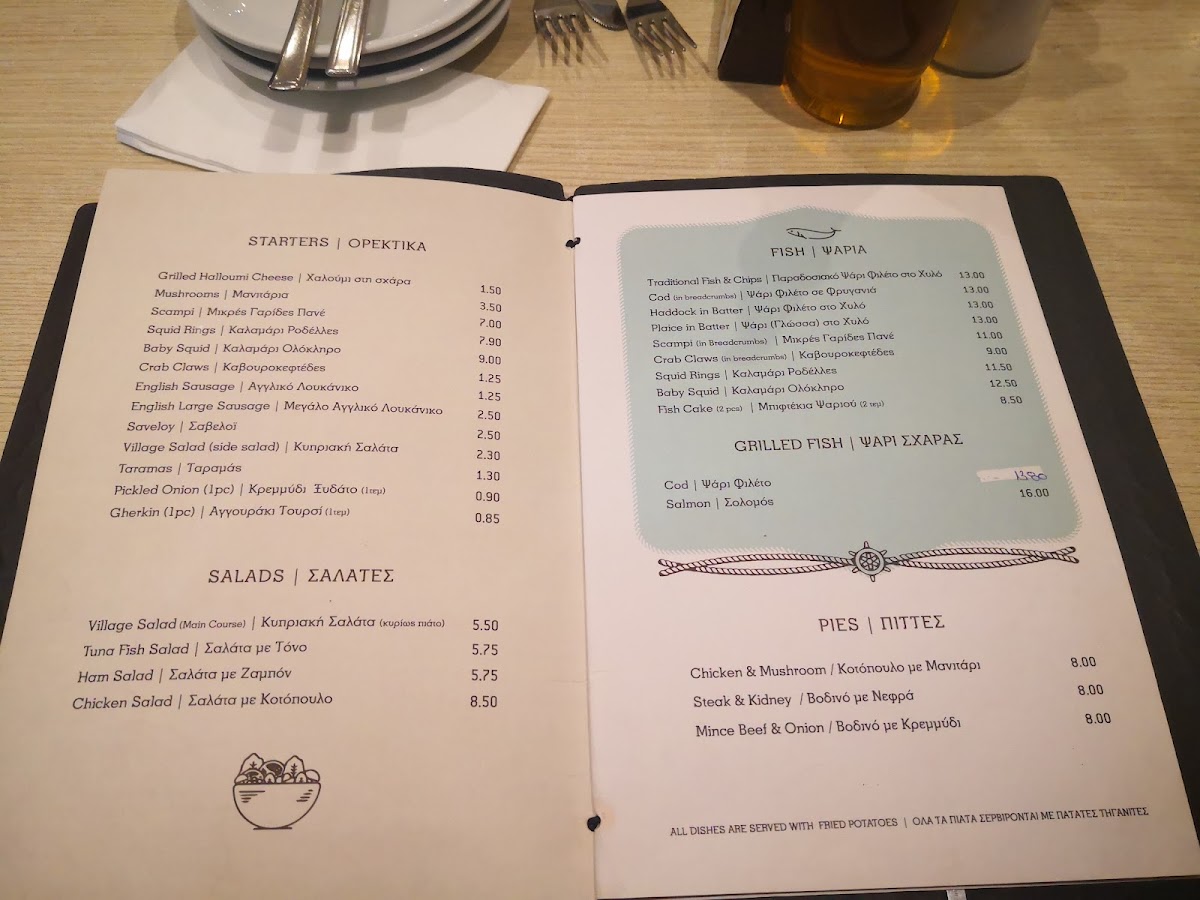 STARTERS | ΟΡΕΚΤΙΚΑ
Grilled Halloumi Cheese | Χαλούμι στη σχάρα 1.50
Mushrooms | Μανιτάρια 3.50
Scampi | Μικρές Γαρίδες Πανέ 7.00
Squid Rings | Καλαμάρι Ροδέλλες 7.90
Baby Squid | Καλαμάρι Ολόκληρο 9.00
Crab Claws | Καβουροκεφτέδες 1.25
English Sausage | Αγγλικό Λουκάνικο 1.25
English Large Sausage | Μεγάλο Αγγλικό Λουκάνικο 2.50
Saveloy | Σαβελοϊ 2.50
Village Salad (side salad) | Κυπριακή Σαλάτα 2.30
Taramas | Ταραμάς 1.30
Pickled Onion (1pc) | Κρεμμύδι Ξυδάτο (1τεμ) 0.90
Gherkin (1pc) | Αγγουράκι Τουρσί (1τεμ) 0.85
SALADS | ΣΑΛΑΤΕΣ
Village Salad (Main Course) | Κυπριακή Σαλάτα (κυρίως πιάτο) 5.50
Tuna Fish Salad | Σαλάτα με Τόνο 5.75
Ham Salad | Σαλάτα με Ζαμπόν 5.75
Chicken Salad | Σαλάτα με Κοτόπουλο 8.50
FISH | ΨΑΡΙΑ
Traditional Fish & Chips | Παραδοσιακό Ψάρι Φιλέτο στο Χυλό 13.00
Cod (in breadcrumbs) | Ψάρι Φιλέτο σε Φρυγανιά 13.00
Haddock in Batter | Ψάρι Φιλέτο στο Χυλό 13.00
Plaice in Batter | Ψάρι (Γλώσσα) στο Χυλό 13.00
Scampi (in Breadcrumbs) | Μικρές Γαρίδες Πανέ 11.00
Crab Claws (in breadcrumbs) | Καβουροκεφτέδες 9.00
Squid Rings | Καλαμάρι Ροδέλλες 11.50
Baby Squid | Καλαμάρι Ολόκληρο 12.50
Fish Cake (2 pcs) | Μπιφτέκια Ψαριού (2 τεμ) 8.50
GRILLED FISH | ΨΑΡΙ ΣΧΑΡΑΣ
Cod | Ψάρι Φιλέτο 13.80
Salmon | Σολομός 16.00
PIES | ΠΙΤΤΕΣ
Chicken & Mushroom / Κοτόπουλο με Μανιτάρι 8.00
Steak & Kidney / Βοδινό με Νεφρά 8.00
Mince Beef & Onion / Βοδινό με Κρεμμύδι 8.00
ALL DISHES ARE SERVED WITH FRIED POTATOES | ΟΛΑ ΤΑ ΠΙΑΤΑ ΣΕΡΒΙΡΟΝΤΑΙ ΜΕ ΠΑΤΑΤΕΣ ΤΗΓΑΝΙΤΕΣ